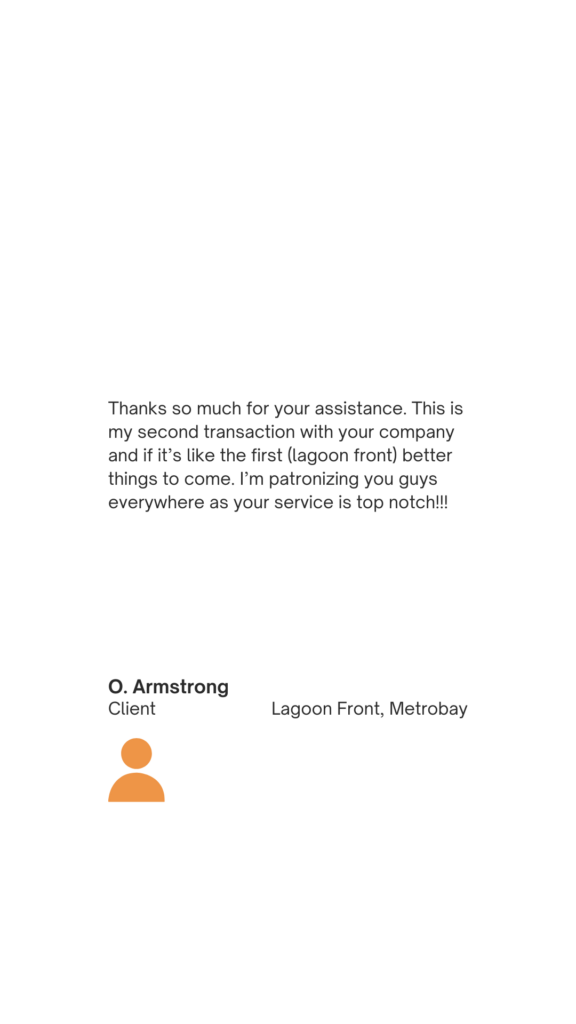 Thanks so much for your assistance. This is
my second transaction with your company
and if it’s like the first (lagoon front) better
things to come. I’m patronizing you guys
everywhere as your service is top notch!!!
O. Armstrong
Client
Lagoon Front, Metrobay